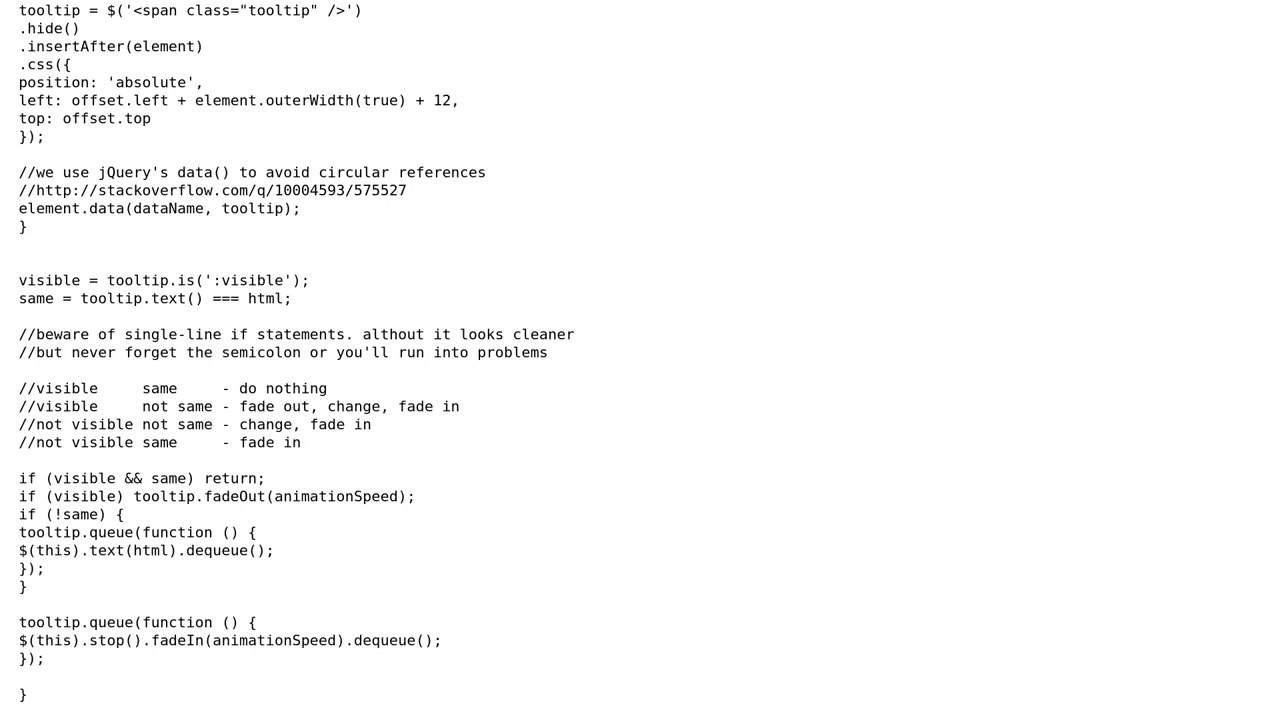 tooltip = $('<span class="tooltip" />')
.hide()
.insertAfter(element)
.css({
position: 'absolute',
left: offset.left + element.outerWidth(true) + 12,
top: offset.top
});

//we use jQuery's data() to avoid circular references
//http://stackoverflow.com/q/10004593/575527
element.data(dataName, tooltip);
}


visible = tooltip.is(':visible');
same = tooltip.text() === html;

//beware of single-line if statements. althout it looks cleaner
//but never forget the semicolon or you'll run into problems

//visible     same     - do nothing
//visible     not same - fade out, change, fade in
//not visible not same - change, fade in
//not visible same     - fade in

if (visible && same) return;
if (visible) tooltip.fadeOut(animationSpeed);
if (!same) {
tooltip.queue(function () {
$(this).text(html).dequeue();
});
}

tooltip.queue(function () {
$(this).stop().fadeIn(animationSpeed).dequeue();
});

}